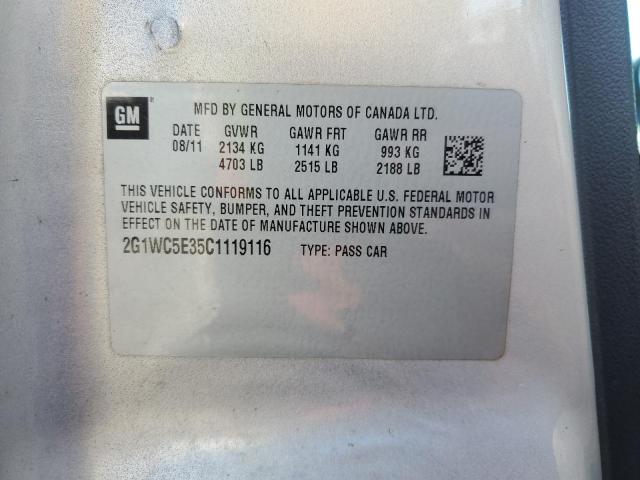 GM
MFD BY GENERAL MOTORS OF CANADA LTD.
DATE GVWR GAWR FRT GAWR RR
08/11 2134 KG 1141 KG 993 KG
4703 LB 2515 LB 2188 LB
THIS VEHICLE CONFORMS TO ALL APPLICABLE U.S. FEDERAL MOTOR
VEHICLE SAFETY, BUMPER, AND THEFT PREVENTION STANDARDS IN
EFFECT ON THE DATE OF MANUFACTURE SHOWN ABOVE.
2G1WC5E35C1119116 TYPE: PASS CAR